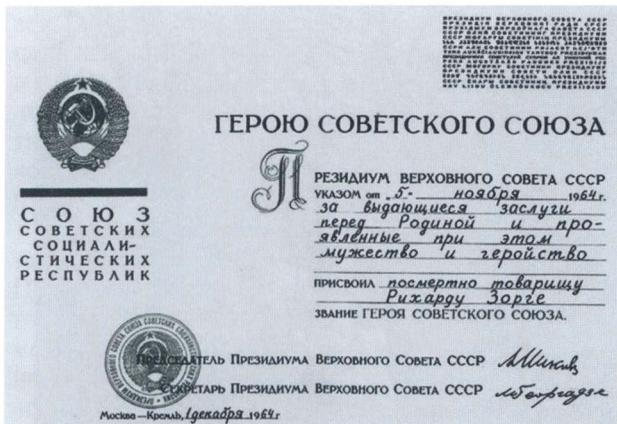 ГЕРОЮ СОВЕТСКОГО СОЮЗА
СОЮЗ
СОВЕТСКИХ
СОЦИАЛИ-
СТИЧЕСКИХ
РЕСПУБЛИК
ПРЕЗИДИУМ ВЕРХОВНОГО СОВЕТА СССР
УКАЗОМ от „5" ноября 1964 г.
за выдающиеся заслуги
перед Родиной и про-
явленные при этом
мужество и геройство
ПРИСВОИЛ посмертно товарищу
Рихарду Зорге
ЗВАНИЕ ГЕРОЯ СОВЕТСКОГО СОЮЗА.
ПРЕДСЕДАТЕЛЬ ПРЕЗИДИУМА ВЕРХОВНОГО СОВЕТА СССР
СЕКРЕТАРЬ ПРЕЗИДИУМА ВЕРХОВНОГО СОВЕТА СССР
Москва—Кремль, 1 декабря 1964 г